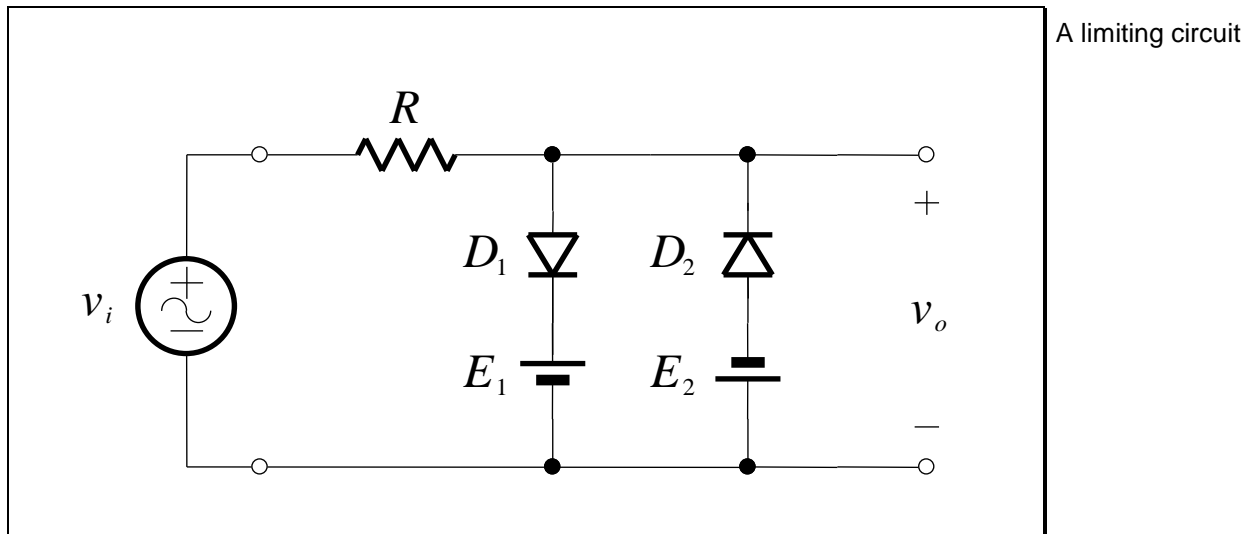 A limiting circuit
R
D1
D2
vi
+
−
+
vo
E1
E2
−